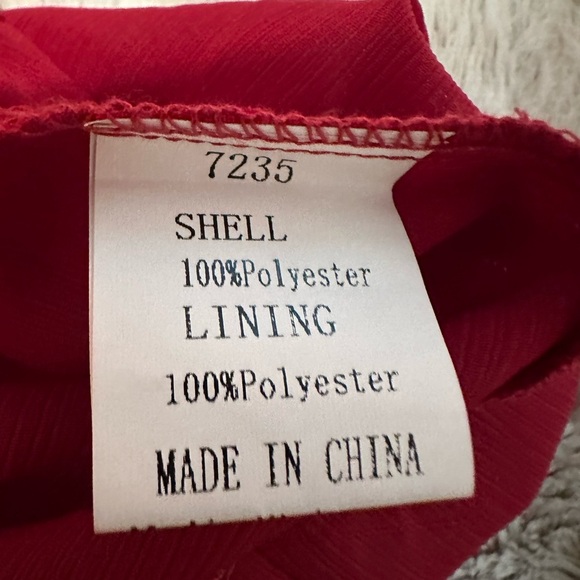 7235
SHELL
100%Polyester
LINING
100%Polyester
MADE IN CHINA